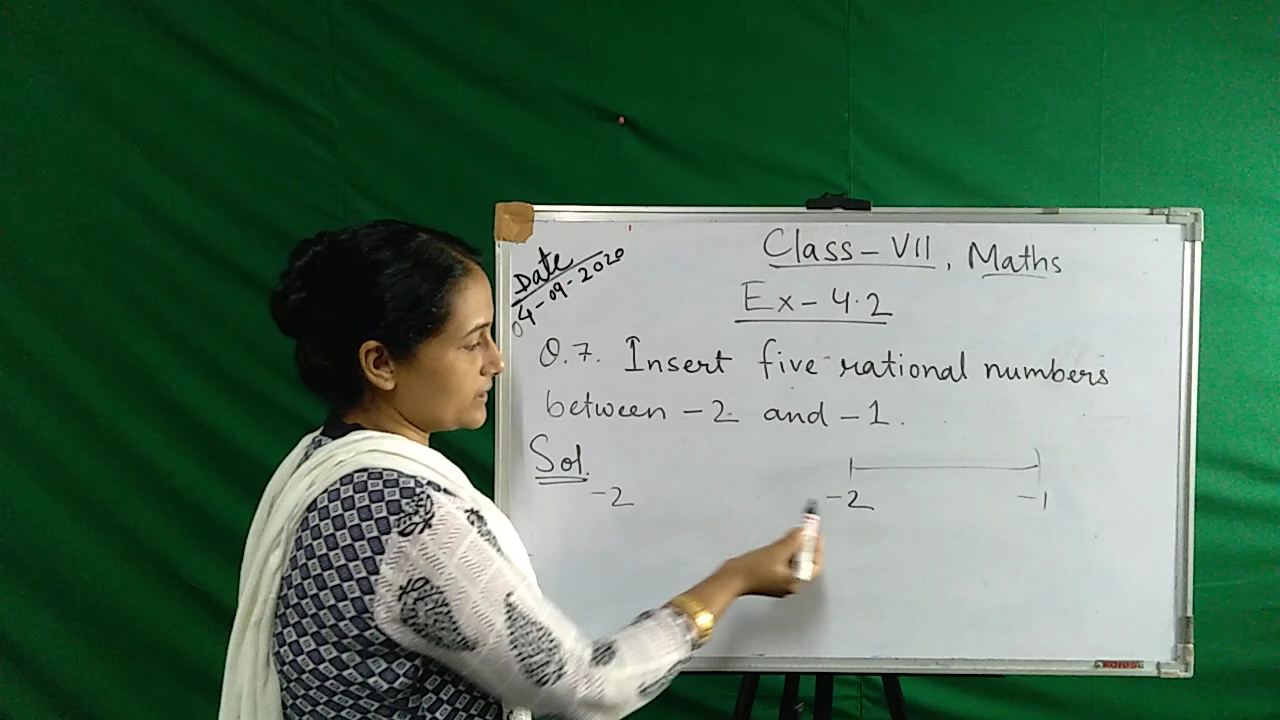 Date
04-09-2020
Class-VII, Maths
Ex-4.2
Q.7. Insert five rational numbers
between -2 and -1.
Sol.
-2
-2 -1
KORES